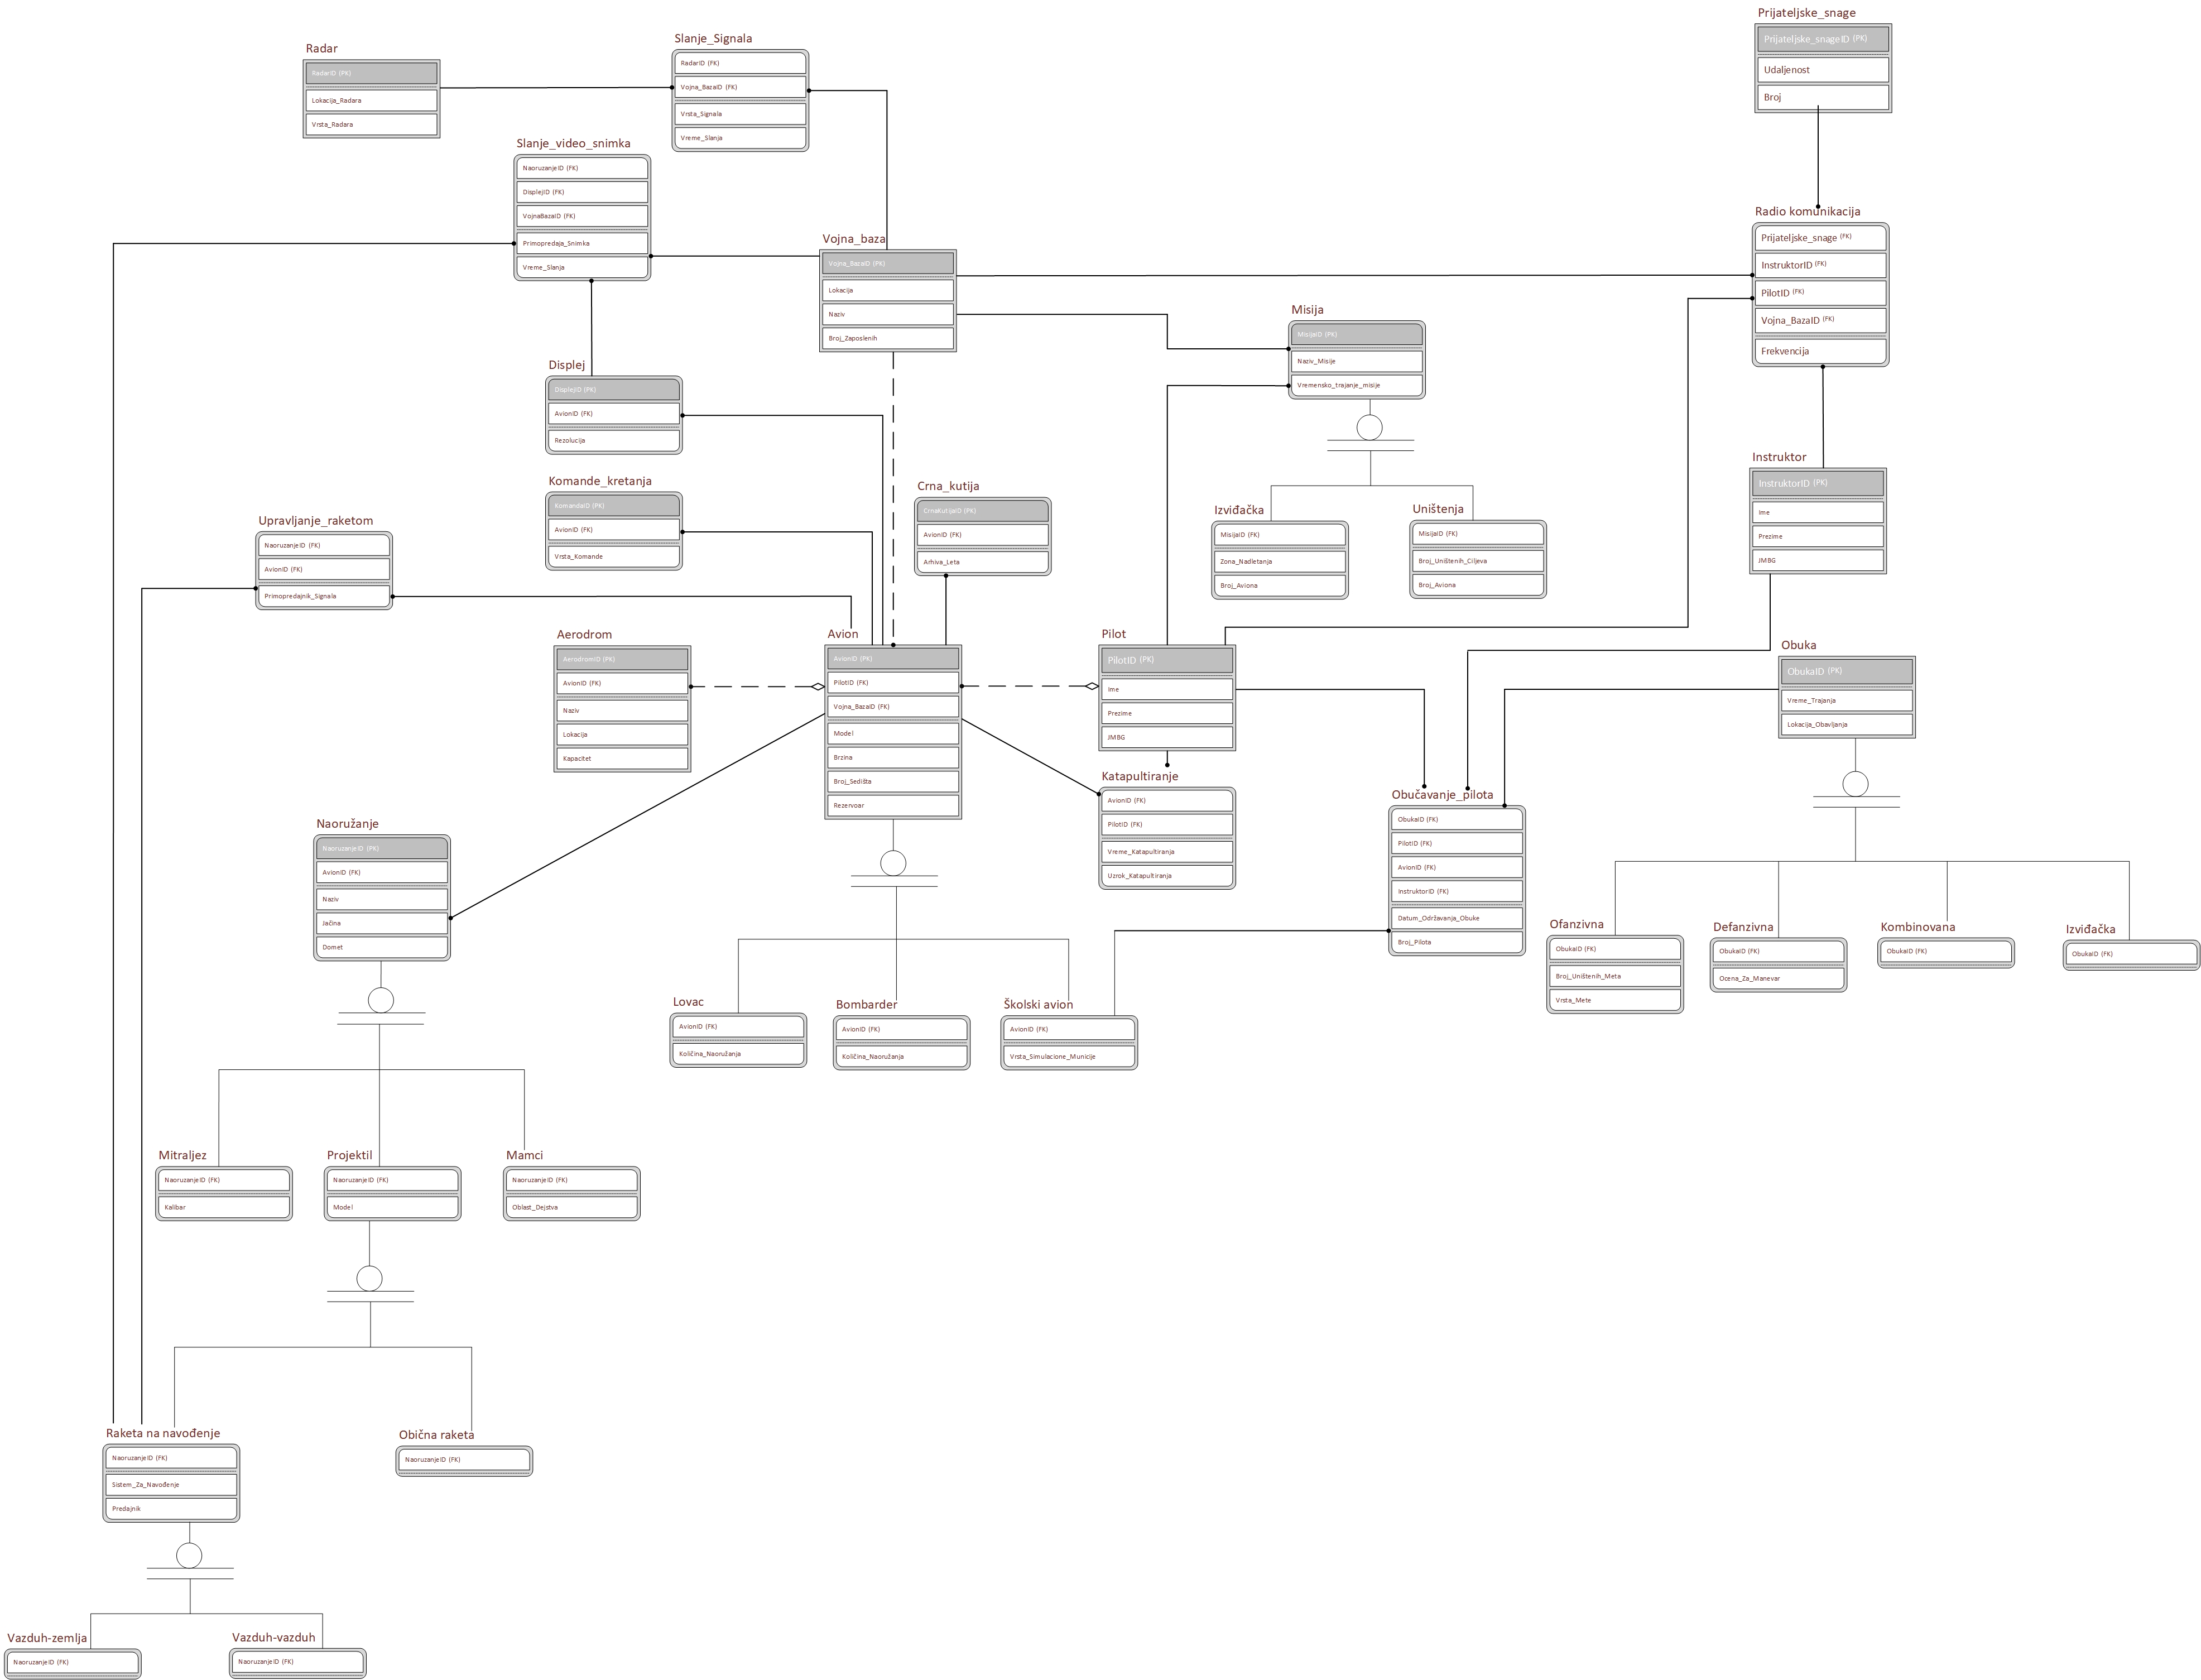 Prijateljske_snage
Prijateljske_snageID (PK)
Udaljenost
Broj
Radar
RadarID (PK)
Lokacija_Radara
Vrsta_Radara
Slanje_Signala
RadarID (FK)
Vojna_BazaID (FK)
Vrsta_Signala
Vreme_Slanja
Slanje_video_snimka
NaoruzanjeID (FK)
DisplejID (FK)
VojnaBazaID (FK)
Primopredaja_Snimka
Vreme_Slanja
Radio komunikacija
Prijateljske_snage (FK)
InstruktorID (FK)
PilotID (FK)
Vojna_BazaID (FK)
Frekvencija
Vojna_baza
Vojna_BazaID (PK)
Lokacija
Naziv
Broj_Zaposlenih
Misija
MisijaID (PK)
Naziv_Misije
Vremensko_trajanje_misije
Displej
DisplejID (PK)
AvionID (FK)
Rezolucija
Komande_kretanja
KomandaID (PK)
AvionID (FK)
Vrsta_Komande
Crna_kutija
CrnaKutijaID (PK)
AvionID (FK)
Arhiva_Leta
Izviđačka
MisijaID (FK)
Zona_Nadletanja
Broj_Aviona
Uništenja
MisijaID (FK)
Broj_Uništenih_Ciljeva
Broj_Aviona
Instruktor
InstruktorID (PK)
Ime
Prezime
JMBG
Upravljanje_raketom
NaoruzanjeID (FK)
AvionID (FK)
Primopredajnik_Signala
Aerodrom
AerodromID (PK)
AvionID (FK)
Naziv
Lokacija
Kapacitet
Avion
AvionID (PK)
PilotID (FK)
Vojna_BazaID (FK)
Model
Brzina
Broj_Sedišta
Rezervoar
Pilot
PilotID (PK)
Ime
Prezime
JMBG
Obuka
ObukaID (PK)
Vreme_Trajanja
Lokacija_Obavljanja
Katapultiranje
AvionID (FK)
PilotID (FK)
Vreme_Katapultiranja
Uzrok_Katapultiranja
Obučavanje_pilota
ObukaID (FK)
PilotID (FK)
AvionID (FK)
InstruktorID (FK)
Datum_Održavanja_Obuke
Broj_Pilota
Naoružanje
NaoruzanjeID (PK)
AvionID (FK)
Naziv
Jačina
Domet
Ofanzivna
ObukaID (FK)
Broj_Uništenih_Meta
Vrsta_Mete
Defanzivna
ObukaID (FK)
Ocena_Za_Manevar
Kombinovana
ObukaID (FK)
Izviđačka
ObukaID (FK)
Lovac
AvionID (FK)
Količina_Naoružanja
Bombarder
AvionID (FK)
Količina_Naoružanja
Školski avion
AvionID (FK)
Vrsta_Simulacione_Municije
Mitraljez
NaoruzanjeID (FK)
Kalibar
Projektil
NaoruzanjeID (FK)
Model
Mamci
NaoruzanjeID (FK)
Oblast_Dejstva
Raketa na navođenje
NaoruzanjeID (FK)
Sistem_Za_Navođenje
Predajnik
Obična raketa
NaoruzanjeID (FK)
Vazduh-zemlja
NaoruzanjeID (FK)
Vazduh-vazduh
NaoruzanjeID (FK)